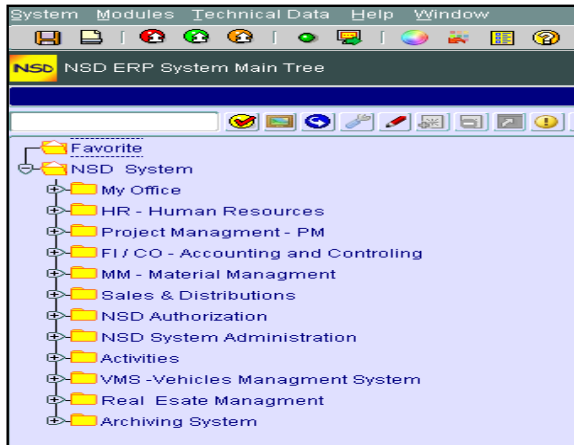 System Modules Technical Data Help Window
NSD NSD ERP System Main Tree
Favorite
NSD System
My Office
HR - Human Resources
Project Managment - PM
FI / CO - Accounting and Controling
MM - Material Managment
Sales & Distributions
NSD Authorization
NSD System Administration
Activities
VMS -Vehicles Managment System
Real Esate Managment
Archiving System